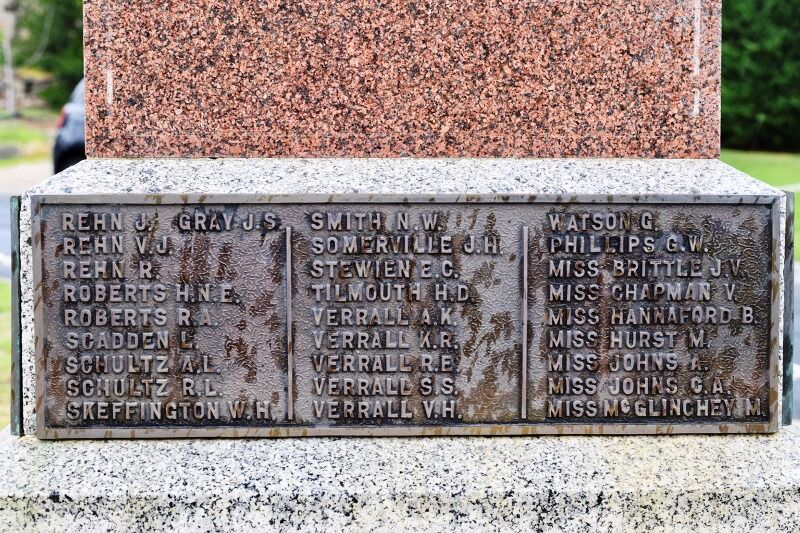 REHN J. GRAY J.S.
REHN V.J.
REHN R.
ROBERTS H.N.E.
ROBERTS R.A.
SCADDEN L.
SCHULTZ A.L.
SCHULTZ R.L.
SKEFFINGTON W.H.
SMITH N.W.
SOMERVILLE J.H.
STEWIEN E.C.
TILMOUTH H.D.
VERRALL A.K.
VERRALL K.R.
VERRALL R.E.
VERRALL S.S.
VERRALL V.H.
WATSON G.
PHILLIPS G.W.
MISS BRITTLE J.V.
MISS CHAPMAN V.
MISS HANNAFORD B.
MISS HURST M.
MISS JOHNS A.
MISS JOHNS C.A.
MISS McGLINCHEY M.